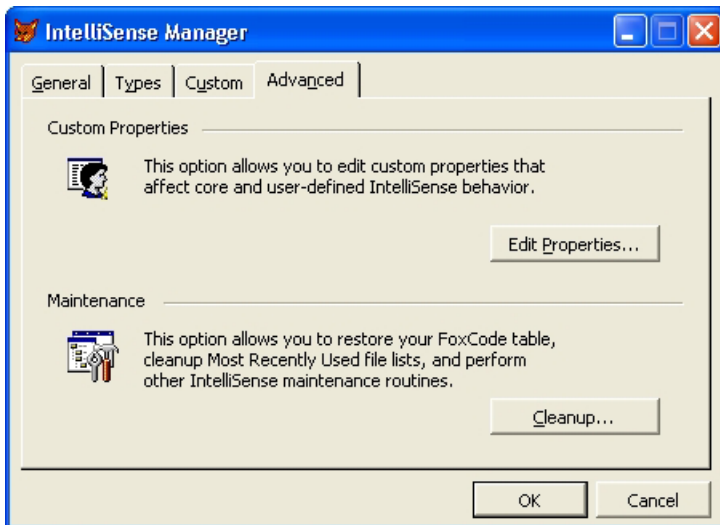 IntelliSense Manager
General Types Custom Advanced
Custom Properties
This option allows you to edit custom properties that
affect core and user-defined IntelliSense behavior.
Edit Properties...
Maintenance
This option allows you to restore your FoxCode table,
cleanup Most Recently Used file lists, and perform
other IntelliSense maintenance routines.
Cleanup...
OK Cancel